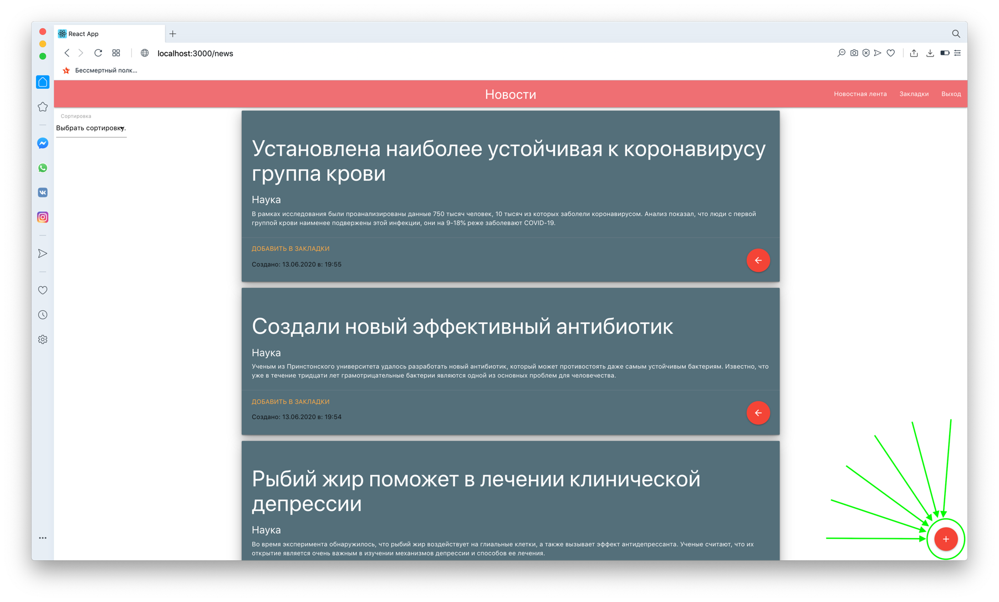 React App
localhost:3000/news
Бессмертный полк...
Новости
Новостная лента
Закладки
Выход
Сортировка
Выбрать сортировку.
Установлена наиболее устойчивая к коронавирусу
группа крови
Наука
В рамках исследования были проанализированы данные 750 тысяч человек, 10 тысяч из которых заболели коронавирусом. Анализ показал, что люди с первой
группой крови наименее подвержены этой инфекции, они на 9-18% реже заболевают COVID-19.
ДОБАВИТЬ В ЗАКЛАДКИ
Создано: 13.06.2020 в: 19:55
Создали новый эффективный антибиотик
Наука
Ученым из Принстонского университета удалось разработать новый антибиотик, который может противостоять даже самым устойчивым бактериям. Известно, что
уже в течение тридцати лет грамотрицательные бактерии являются одной из основных проблем для человечества.
ДОБАВИТЬ В ЗАКЛАДКИ
Создано: 13.06.2020 в: 19:54
Рыбий жир поможет в лечении клинической
депрессии
Наука
Во время эксперимента обнаружилось, что рыбий жир воздействует на глиальные клетки, а также вызывает эффект антидепрессанта. Ученые считают, что их
открытие является очень важным в изучении механизмов депрессии и способов ее лечения.